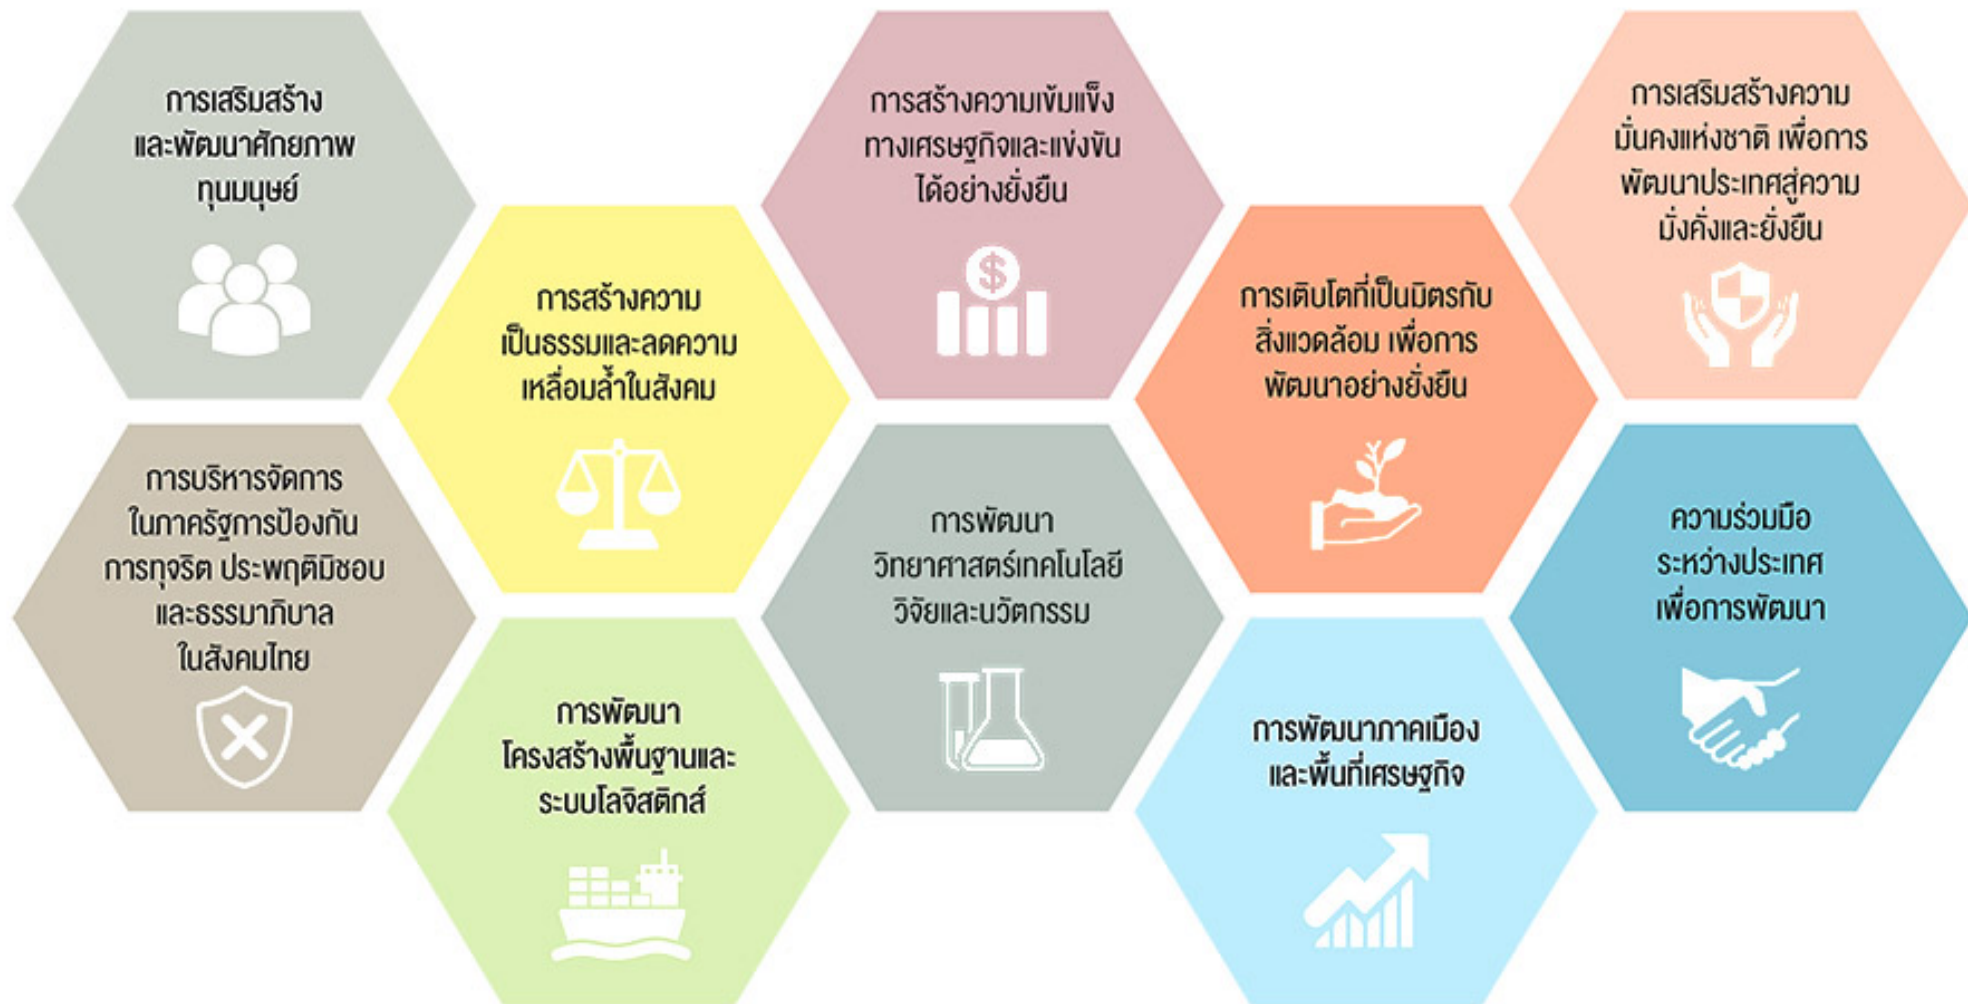 การเสริมสร้าง
และพัฒนาศักยภาพ
ทุนมนุษย์
การสร้างความ
เป็นธรรมและลดความ
เหลื่อมล้ำในสังคม
การสร้างความเข้มแข็ง
ทางเศรษฐกิจและแข่งขัน
ได้อย่างยั่งยืน
การเติบโตที่เป็นมิตรกับ
สิ่งแวดล้อม เพื่อการ
พัฒนาอย่างยั่งยืน
การเสริมสร้างความ
มั่นคงแห่งชาติ เพื่อการ
พัฒนาประเทศสู่ความ
มั่งคั่งและยั่งยืน
การบริหารจัดการ
ในภาครัฐการป้องกัน
การทุจริต ประพฤติมิชอบ
และธรรมาภิบาล
ในสังคมไทย
การพัฒนา
โครงสร้างพื้นฐานและ
ระบบโลจิสติกส์
การพัฒนา
วิทยาศาสตร์เทคโนโลยี
วิจัยและนวัตกรรม
การพัฒนาภาคเมือง
และพื้นที่เศรษฐกิจ
ความร่วมมือ
ระหว่างประเทศ
เพื่อการพัฒนา